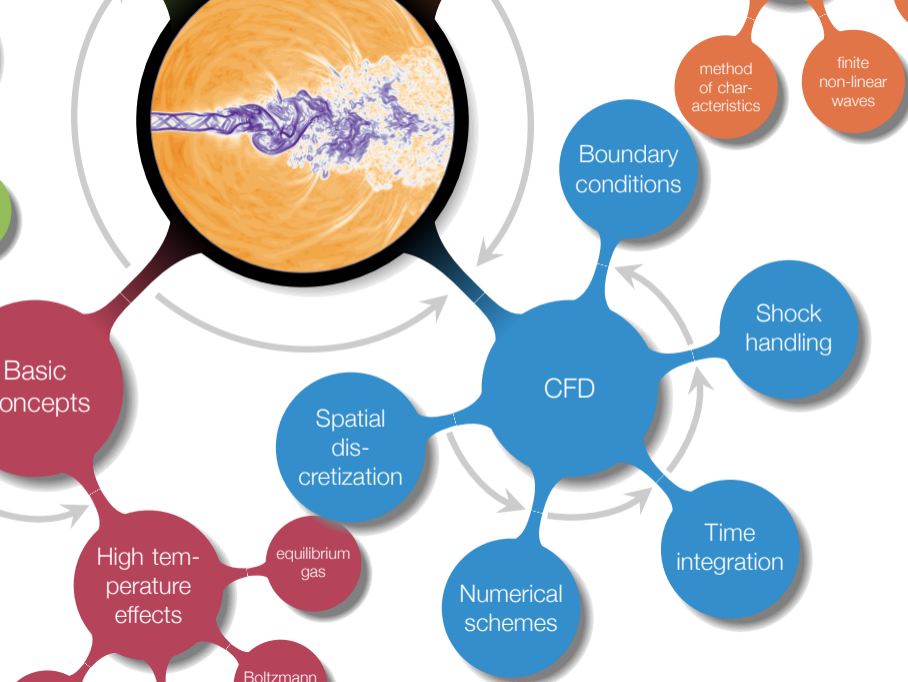 method
of char-
acteristics
finite
non-linear
waves
Boundary
conditions
Shock
handling
CFD
Basic
oncepts
Spatial
dis-
cretization
Time
integration
Numerical
schemes
High tem-
perature
effects
equilibrium
gas
Boltzmann